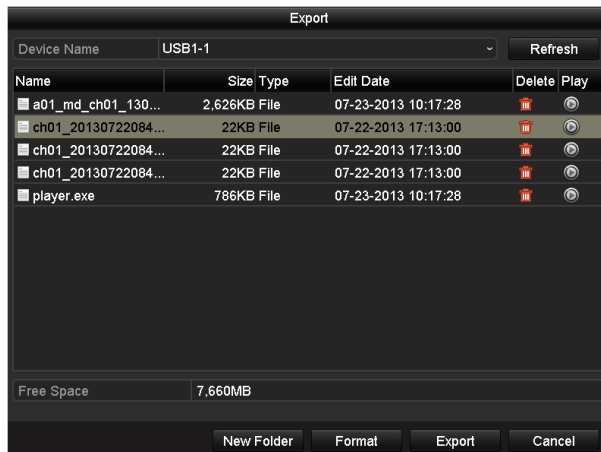 Export
Device Name USB1-1 Refresh
Name Size Type Edit Date Delete Play
a01_md_ch01_130... 2,626KB File 07-23-2013 10:17:28
ch01_20130722084... 22KB File 07-22-2013 17:13:00
ch01_20130722084... 22KB File 07-22-2013 17:13:00
ch01_20130722084... 22KB File 07-22-2013 17:13:00
player.exe 786KB File 07-23-2013 10:17:28
Free Space 7,660MB
New Folder Format Export Cancel